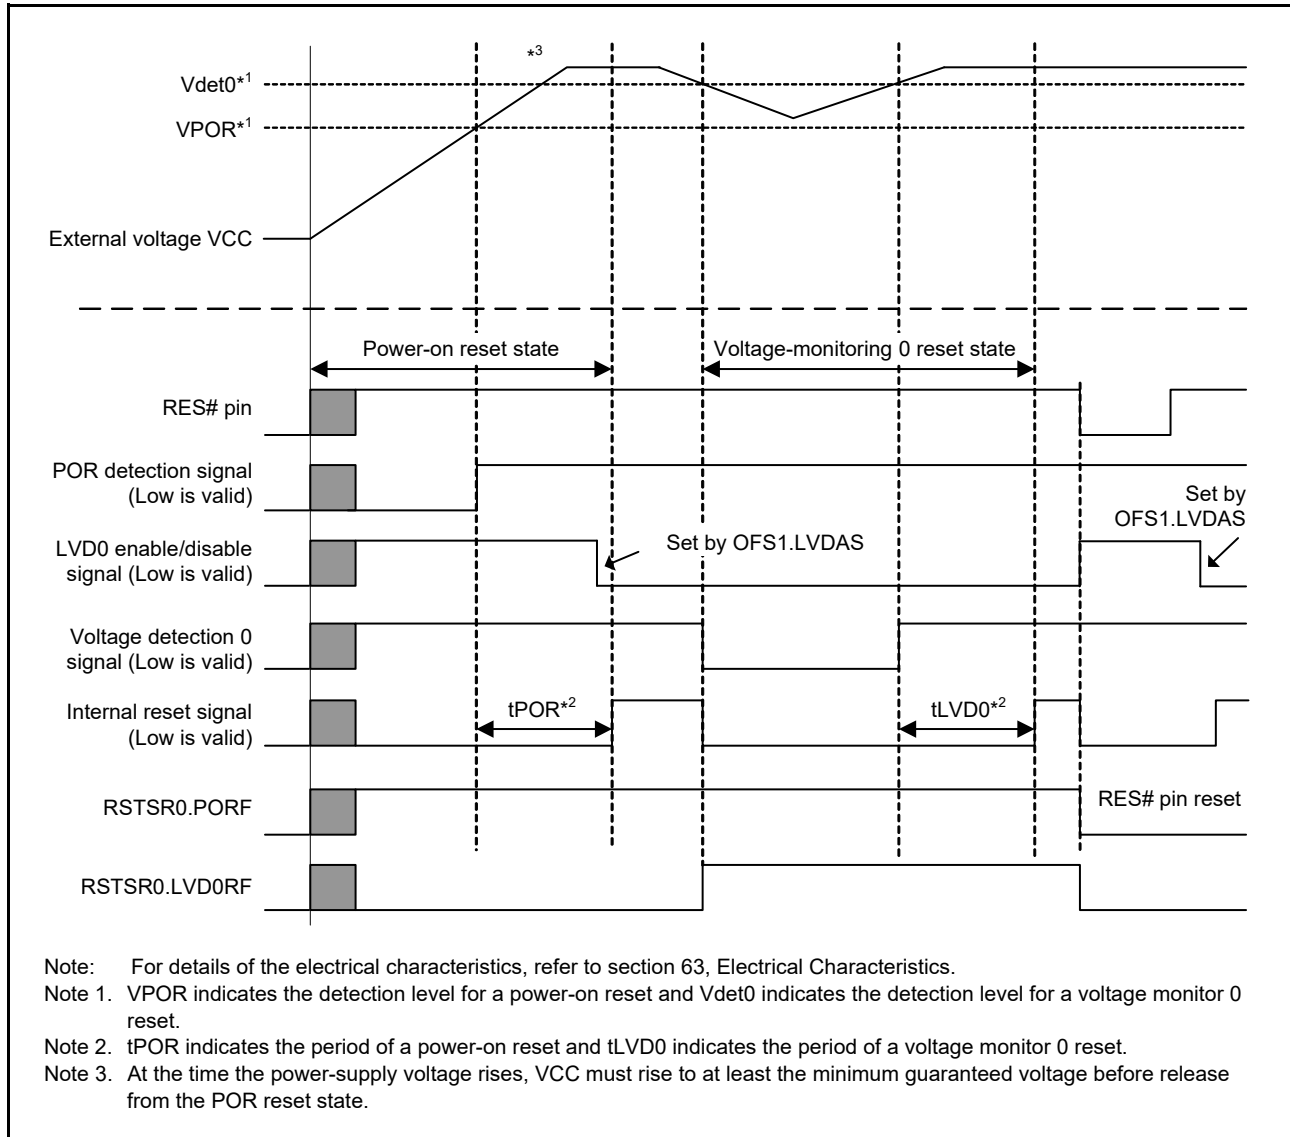 *3
Vdet0*1
VPOR*1
External voltage VCC
Power-on reset state
Voltage-monitoring 0 reset state
RES# pin
POR detection signal
(Low is valid)
Set by
OFS1.LVDAS
LVD0 enable/disable
signal (Low is valid)
Set by OFS1.LVDAS
Voltage detection 0
signal (Low is valid)
Internal reset signal
(Low is valid)
tPOR*2
tLVD0*2
RSTSR0.PORF
RES# pin reset
RSTSR0.LVD0RF
Note: For details of the electrical characteristics, refer to section 63, Electrical Characteristics.
Note 1. VPOR indicates the detection level for a power-on reset and Vdet0 indicates the detection level for a voltage monitor 0
reset.
Note 2. tPOR indicates the period of a power-on reset and tLVD0 indicates the period of a voltage monitor 0 reset.
Note 3. At the time the power-supply voltage rises, VCC must rise to at least the minimum guaranteed voltage before release
from the POR reset state.